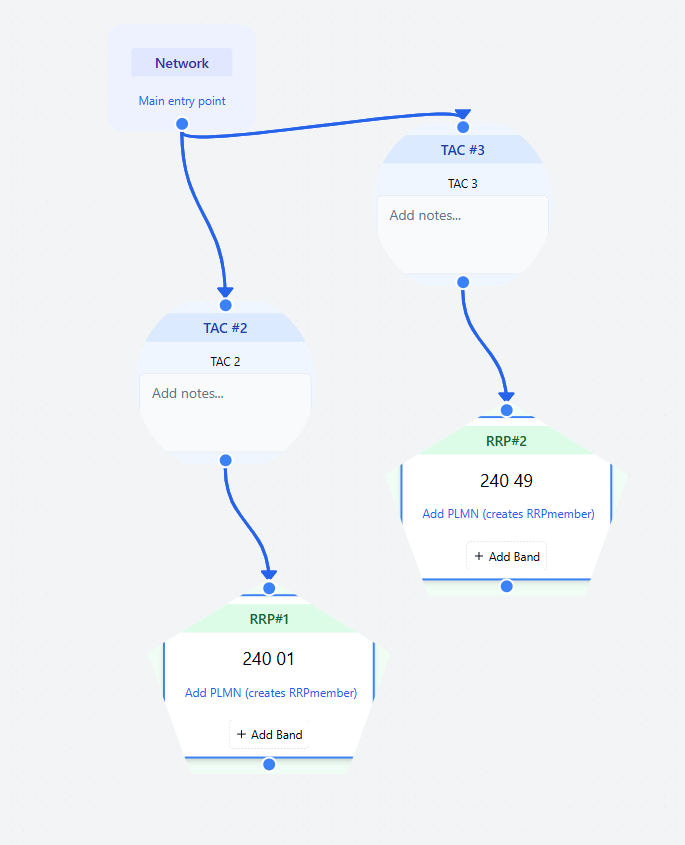 Network
Main entry point
TAC #3
TAC 3
Add notes...
TAC #2
TAC 2
Add notes...
RRP#2
240 49
Add PLMN (creates RRPmember)
+ Add Band
RRP#1
240 01
Add PLMN (creates RRPmember)
+ Add Band